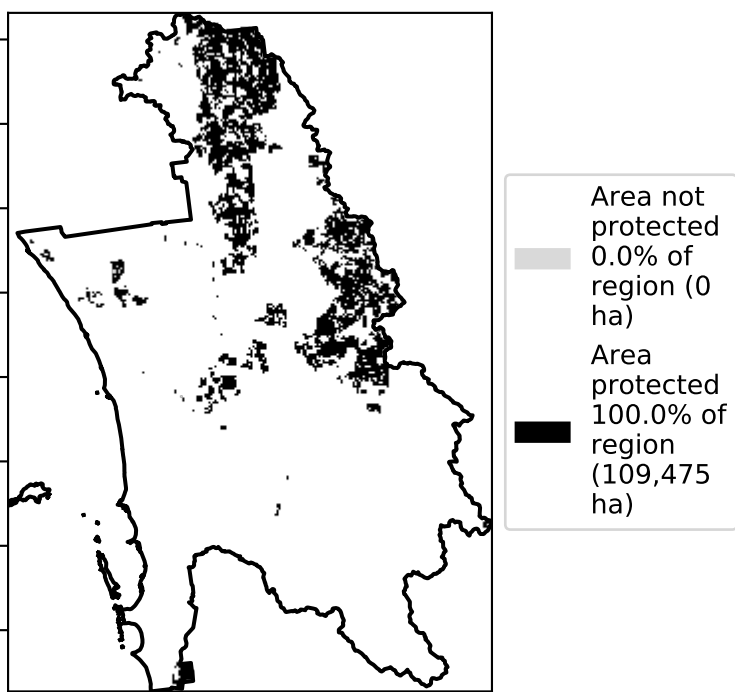 Area not
protected
0.0% of
region (0
ha)
Area
protected
100.0% of
region
(109,475
ha)